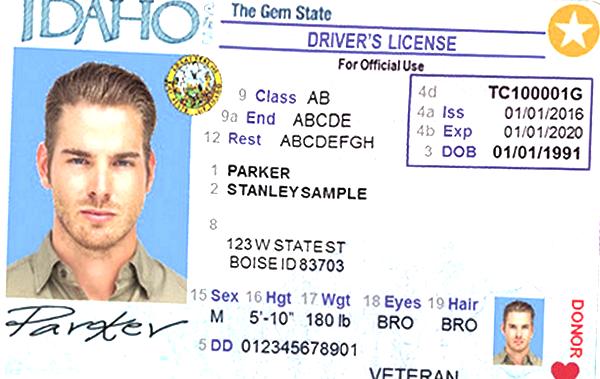 IDAHO
The Gem State
DRIVER'S LICENSE
For Official Use
9 Class AB
9a End ABCDE
12 Rest ABCDEFGH
4d TC100001G
4a Iss 01/01/2016
4b Exp 01/01/2020
3 DOB 01/01/1991
1 PARKER
2 STANLEYSAMPLE
8
123 W STATE ST
BOISE ID 83703
15 Sex 16 Hgt 17 Wgt 18 Eyes 19 Hair
M 5'-10" 180 lb BRO BRO
5 DD 012345678901
Parker
VETERAN
DONOR